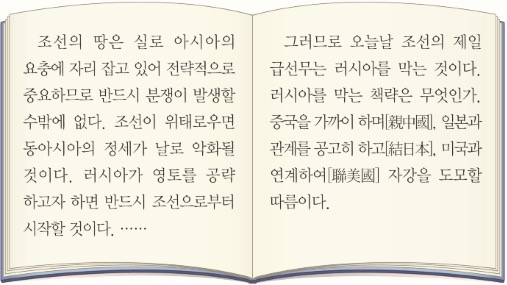 조선의 땅은 실로 아시아의
요충에 자리 잡고 있어 전략적으로
중요하므로 반드시 분쟁이 발생할
수밖에 없다. 조선이 위태로우면
동아시아의 정세가 날로 악화될
것이다. 러시아가 영토를 공략
하고자 하면 반드시 조선으로부터
시작할 것이다. ……
그러므로 오늘날 조선의 제일
급선무는 러시아를 막는 것이다.
러시아를 막는 책략은 무엇인가.
중국을 가까이 하며[親中國], 일본과
관계를 공고히 하고[結日本], 미국과
연계하여[聯美國] 자강을 도모할
따름이다.